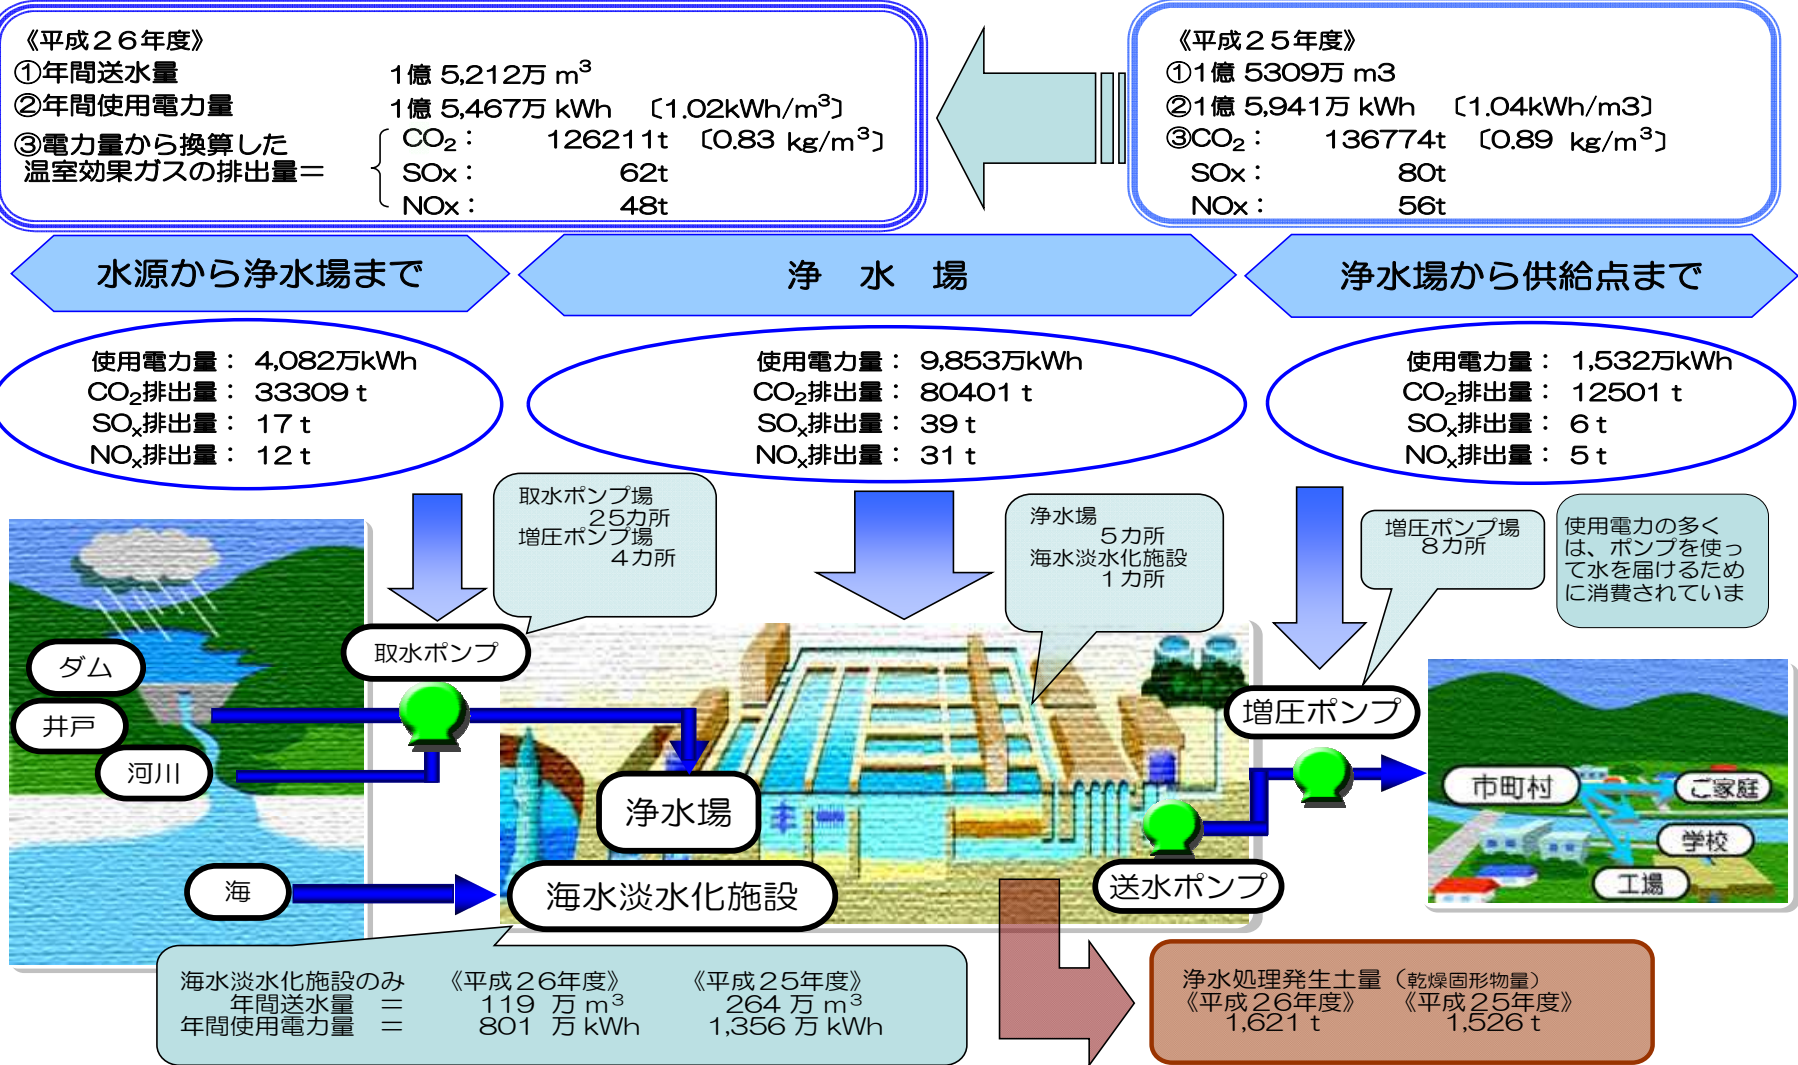 《平成２６年度》
①年間送水量 1億 5,212万 m³
②年間使用電力量 1億 5,467万 kWh 〔1.02kWh/m³〕
③電力量から換算した
温室効果ガスの排出量＝
CO₂： 126211t 〔0.83 kg/m³〕
SOx： 62t
NOx： 48t
《平成２５年度》
①1億 5309万 m3
②1億 5,941万 kWh 〔1.04kWh/m3〕
③CO₂： 136774t 〔0.89 kg/m³〕
SOx： 80t
NOx： 56t
水源から浄水場まで
浄 水 場
浄水場から供給点まで
使用電力量： 4,082万kWh
CO₂排出量： 33309 t
SOₓ排出量： 17 t
NOₓ排出量： 12 t
使用電力量： 9,853万kWh
CO₂排出量： 80401 t
SOₓ排出量： 39 t
NOₓ排出量： 31 t
使用電力量： 1,532万kWh
CO₂排出量： 12501 t
SOₓ排出量： 6 t
NOₓ排出量： 5 t
取水ポンプ場
２５カ所
増圧ポンプ場
４カ所
浄水場
５カ所
海水淡水化施設
１カ所
増圧ポンプ場
８カ所
使用電力の多く
は、ポンプを使っ
て水を届けるため
に消費されていま
ダム
井戸
河川
海
取水ポンプ
浄水場
海水淡水化施設
送水ポンプ
増圧ポンプ
市町村
ご家庭
学校
工場
海水淡水化施設のみ 《平成２６年度》 《平成２５年度》
年間送水量 ＝ 119 万 m³ 264 万 m³
年間使用電力量 ＝ 801 万 kWh 1,356 万 kWh
浄水処理発生土量（乾燥固形物量）
《平成２６年度》 《平成２５年度》
1,621 t 1,526 t